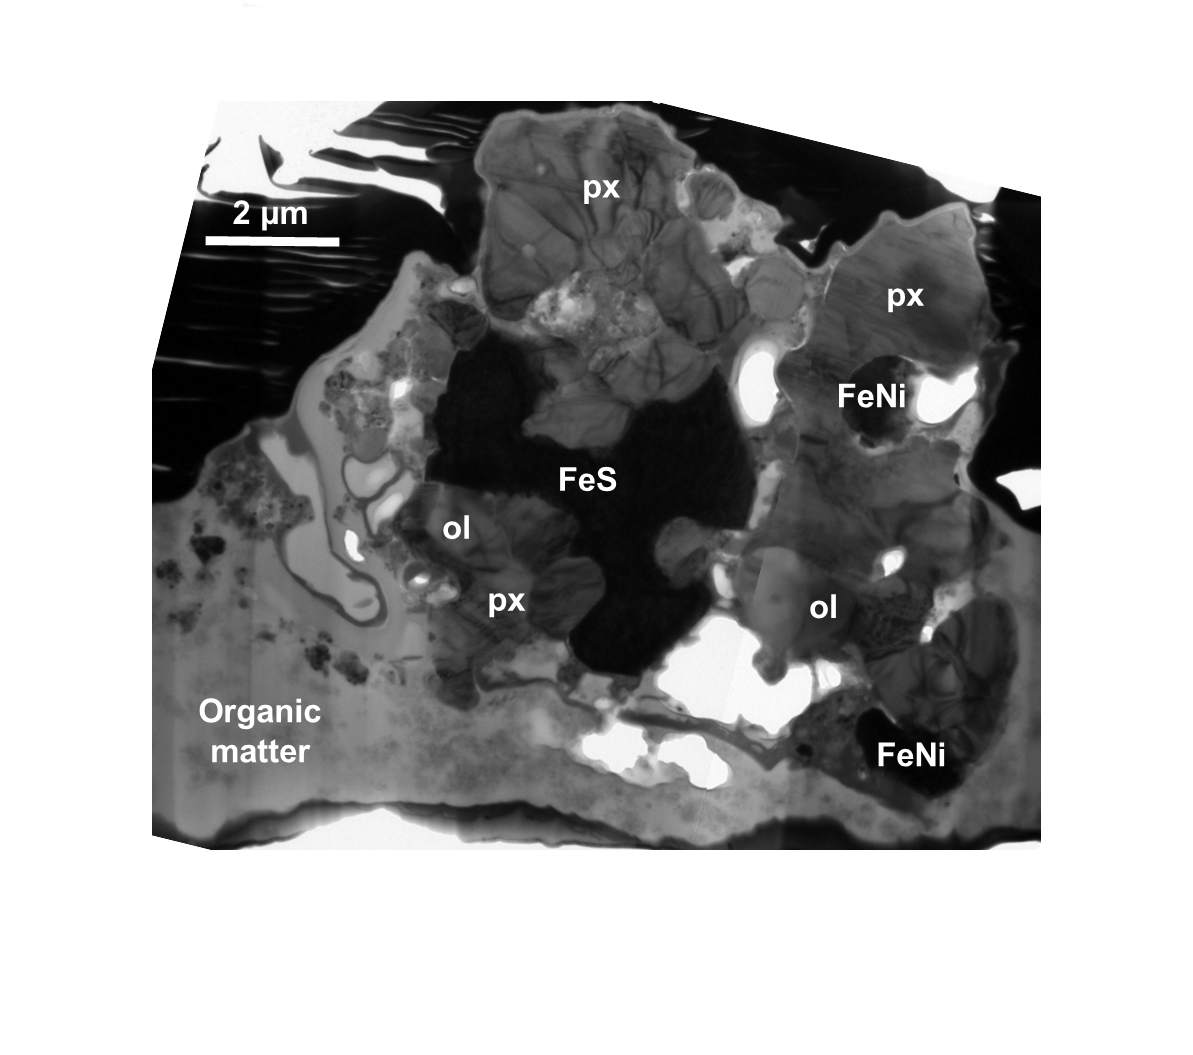 px
2 µm
px
FeNi
FeS
ol
px
ol
Organic
matter
FeNi